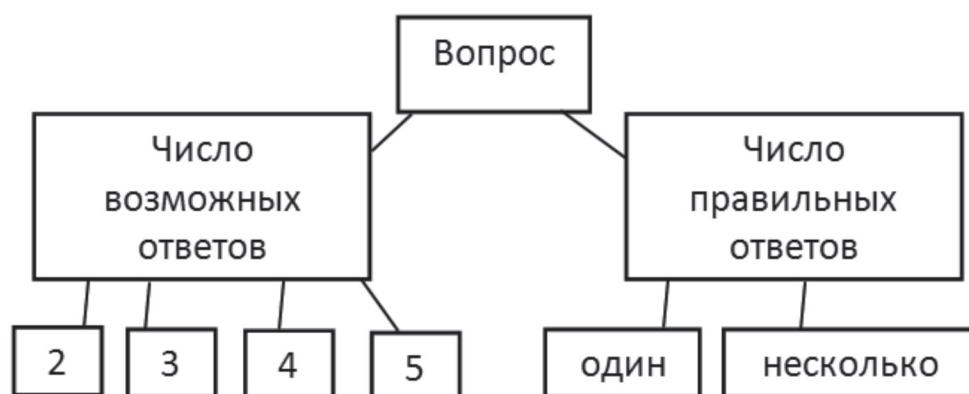 Вопрос
Число
возможных
ответов
Число
правильных
ответов
2
3
4
5
один
несколько